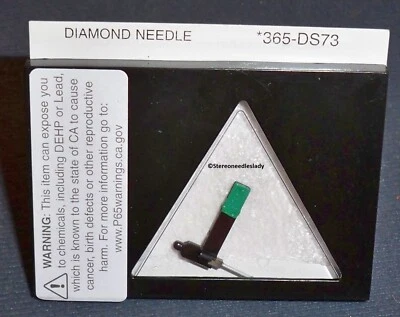 DIAMOND NEEDLE *365-DS73
WARNING: This item can expose you
to chemicals, including DEHP or Lead,
which is known to the state of CA to cause
cancer, birth defects or other reproductive
harm. For more information go to:
www.P65warnings.ca.gov
©Stereoneedleslady